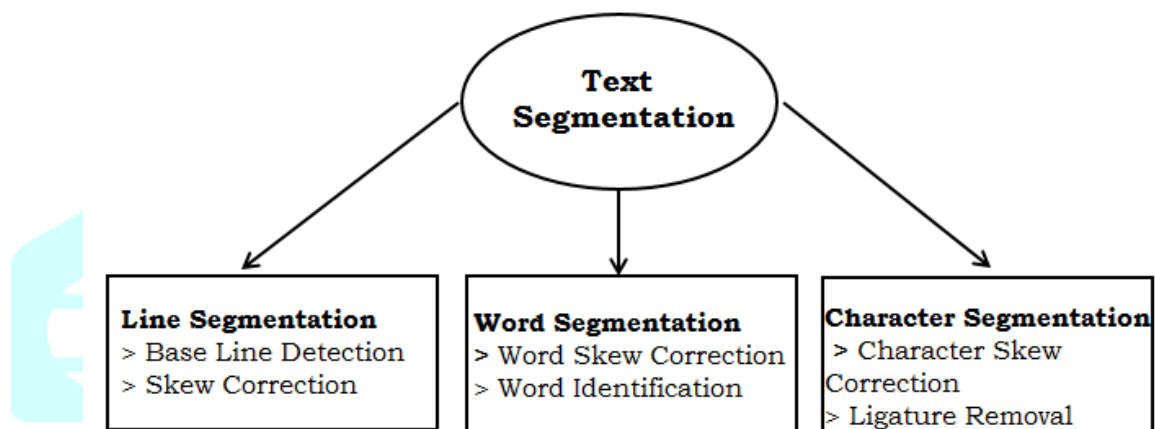 Text
Segmentation
Line Segmentation
> Base Line Detection
> Skew Correction
Word Segmentation
> Word Skew Correction
> Word Identification
Character Segmentation
> Character Skew
Correction
> Ligature Removal